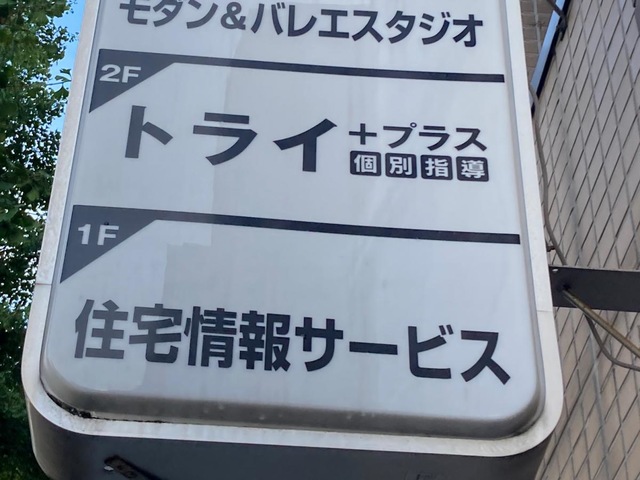 モダン&バレエスタジオ
2F
トライ+プラス
個別指導
1F
住宅情報サービス